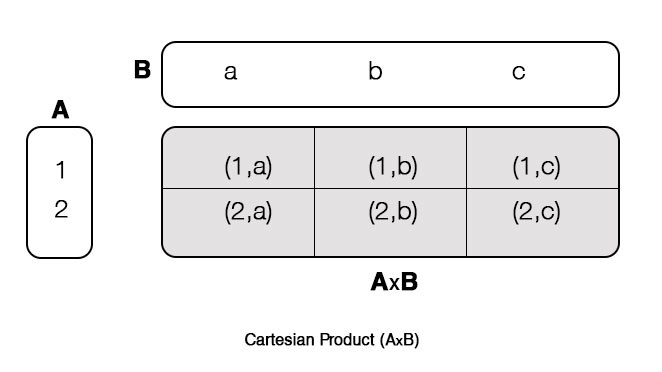 B a b c
A
1 (1,a) (1,b) (1,c)
2 (2,a) (2,b) (2,c)
AxB
Cartesian Product (AxB)